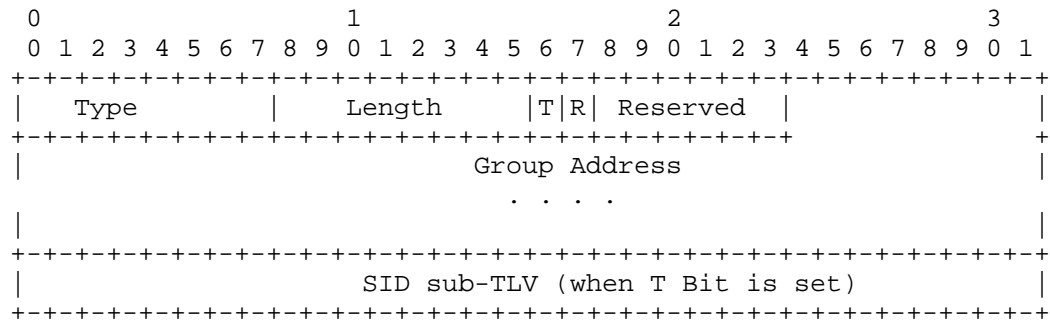 0                   1                   2                   3
 0 1 2 3 4 5 6 7 8 9 0 1 2 3 4 5 6 7 8 9 0 1 2 3 4 5 6 7 8 9 0 1
+-+-+-+-+-+-+-+-+-+-+-+-+-+-+-+-+-+-+-+-+-+-+-+-+-+-+-+-+-+-+-+-+
|   Type        |    Length     |T|R| Reserved  |               |
+-+-+-+-+-+-+-+-+-+-+-+-+-+-+-+-+-+-+-+-+-+-+-+-+               +
|                            Group Address                      |
                               . . . .
|                                                               |
+-+-+-+-+-+-+-+-+-+-+-+-+-+-+-+-+-+-+-+-+-+-+-+-+-+-+-+-+-+-+-+-+
|                     SID sub-TLV (when T Bit is set)           |
+-+-+-+-+-+-+-+-+-+-+-+-+-+-+-+-+-+-+-+-+-+-+-+-+-+-+-+-+-+-+-+-+